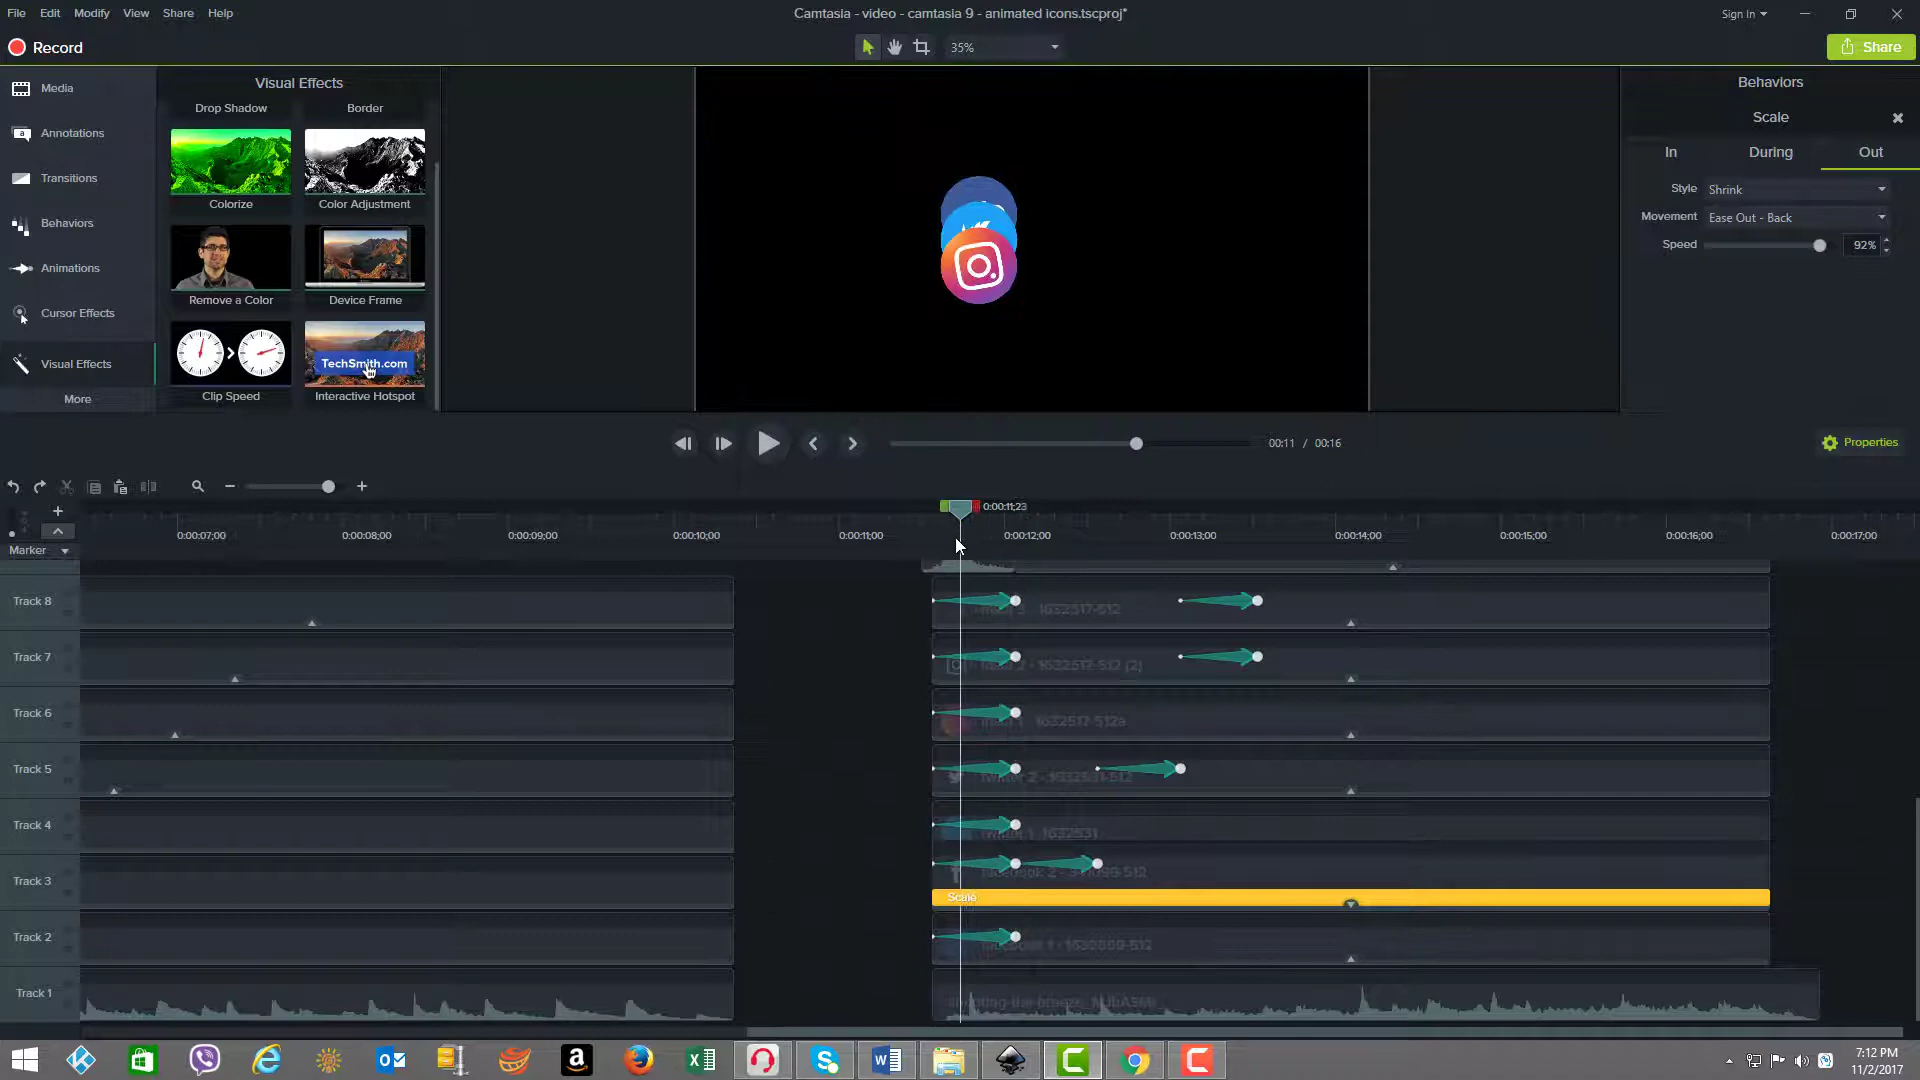 File Edit Modify View Share Help
Camtasia - video - camtasia 9 - animated icons.tscproj*
Sign In
Record
35%
Share
Media
Annotations
Transitions
Behaviors
Animations
Cursor Effects
Visual Effects
More
Visual Effects
Drop Shadow Border
Colorize Color Adjustment
Remove a Color Device Frame
TechSmith.com
Clip Speed Interactive Hotspot
Behaviors
Scale
In During Out
Style Shrink
Movement Ease Out - Back
Speed 92%
00:11 / 00:16
Properties
0:00:11;23
0:00:07;00 0:00:08;00 0:00:09;00 0:00:10;00 0:00:11;00 0:00:12;00 0:00:13;00 0:00:14;00 0:00:15;00 0:00:16;00 0:00:17;00
Marker
Track 8
Track 7
Track 6
Track 5
Track 4
Track 3
facebook 2 -
Scale
Track 2
Track 1
7:12 PM
11/2/2017